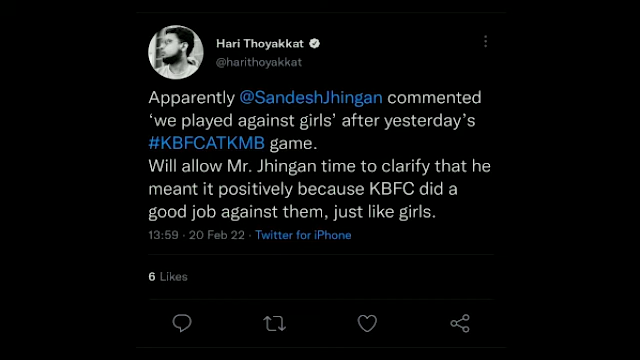 Hari Thoyakkat
@harithoyakkat
Apparently @SandeshJhingan commented
‘we played against girls’ after yesterday’s
#KBFCATKMB game.
Will allow Mr. Jhingan time to clarify that he
meant it positively because KBFC did a
good job against them, just like girls.
13:59 · 20 Feb 22 · Twitter for iPhone
6 Likes